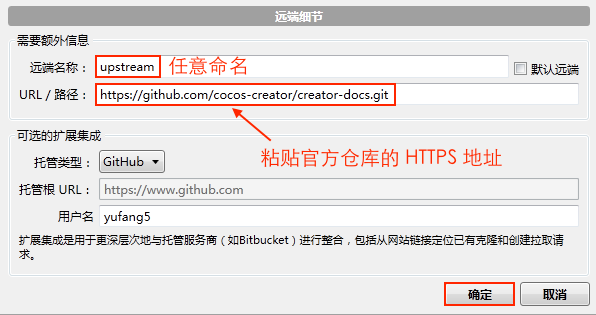 远端细节
需要额外信息
远端名称： upstream 任意命名 默认远端
URL / 路径： https://github.com/cocos-creator/creator-docs.git
粘贴官方仓库的 HTTPS 地址
可选的扩展集成
托管类型： GitHub
托管根 URL： https://www.github.com
用户名 yufang5
扩展集成是用于更深层次地与托管服务商（如Bitbucket）进行整合，包括从网站链接定位已有克隆和创建拉取请
求。
确定 取消